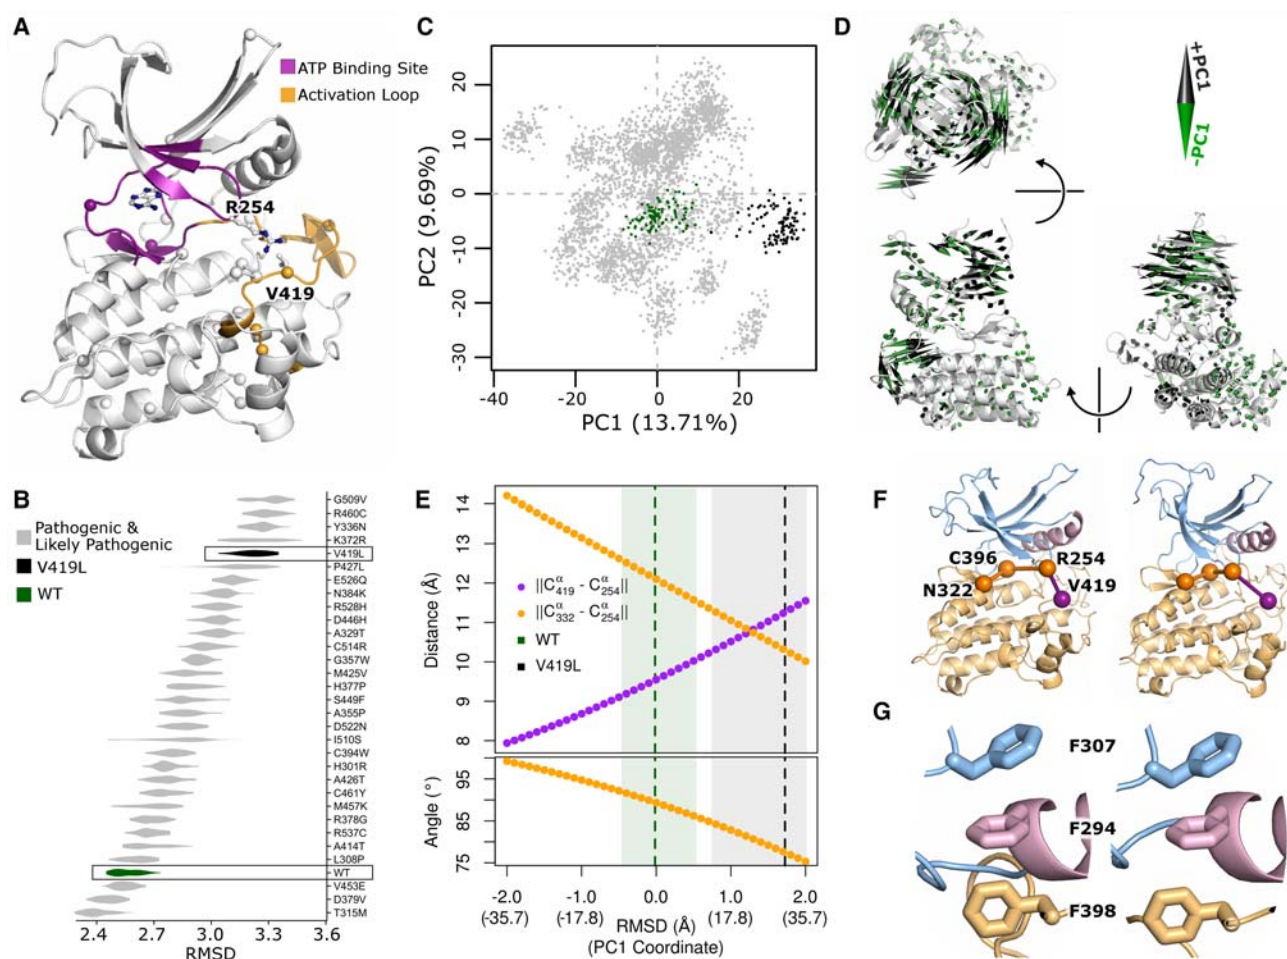 A
ATP Binding Site
Activation Loop
R254
V419
B
Pathogenic &
Likely Pathogenic
V419L
WT
G509V
R460C
Y336N
K372R
V419L
P427L
E526Q
N384K
R528H
D446H
A329T
C514R
G357W
M425V
H377P
S449F
A355P
D522N
I510S
C394W
H301R
A426T
C461Y
M457K
R378G
R537C
A414T
L308P
WT
V453E
D379V
T315M
2.4 2.7 3.0 3.3 3.6
RMSD
C
PC2 (9.69%)
20
10
0
-10
-20
-30
-40 -20 0 20
PC1 (13.71%)
D
+PC1
-PC1
E
Distance (Å)
14
13
12
11
10
9
8
||Cα419 - Cα254||
||Cα332 - Cα254||
WT
V419L
Angle (°)
95
85
75
-2.0 -1.0 0.0 1.0 2.0
(-35.7) (-17.8) RMSD (Å) (17.8) (35.7)
(PC1 Coordinate)
F
C396
R254
N322
V419
G
F307
F294
F398